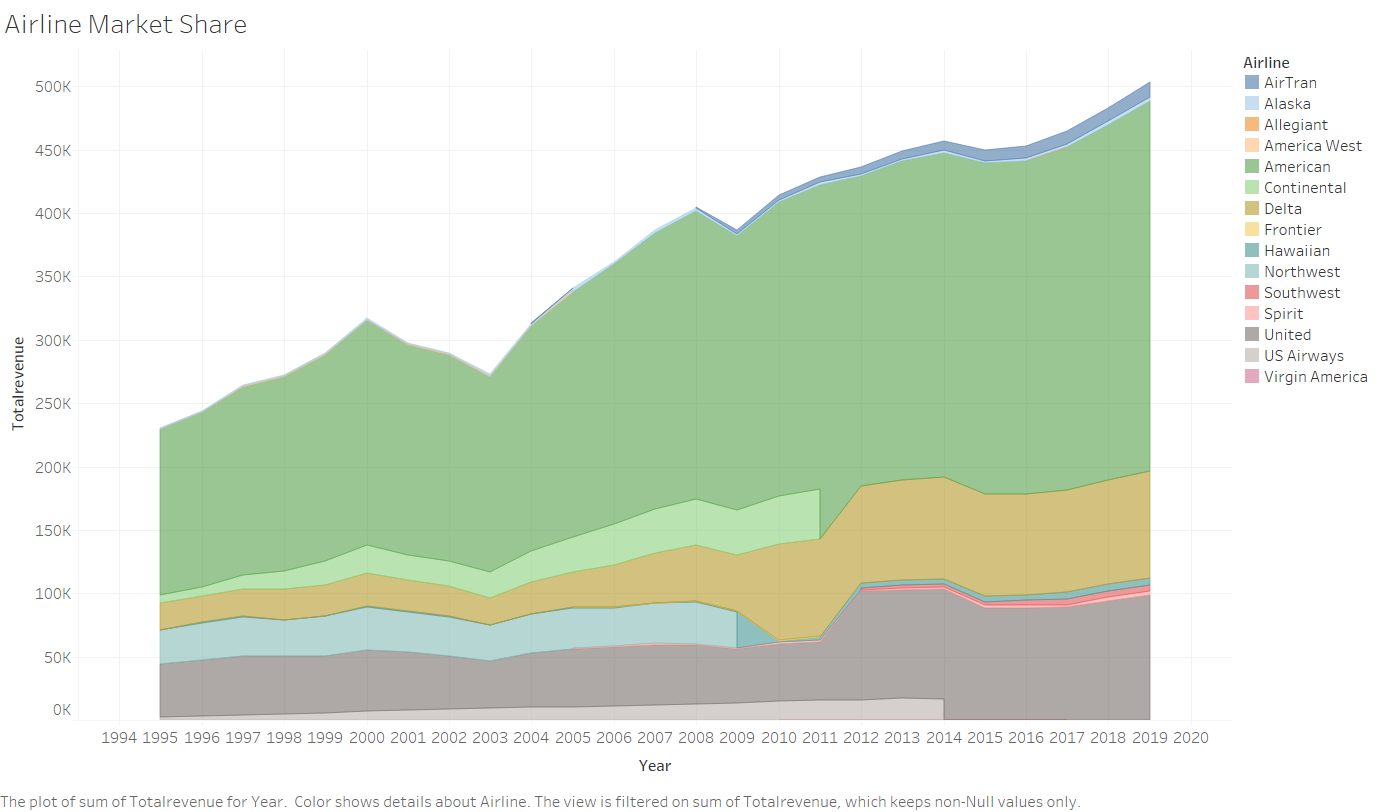 Airline Market Share
500K
450K
400K
350K
300K
250K
200K
150K
100K
50K
0K
Totalrevenue
1994 1995 1996 1997 1998 1999 2000 2001 2002 2003 2004 2005 2006 2007 2008 2009 2010 2011 2012 2013 2014 2015 2016 2017 2018 2019 2020
Year
Airline
AirTran
Alaska
Allegiant
America West
American
Continental
Delta
Frontier
Hawaiian
Northwest
Southwest
Spirit
United
US Airways
Virgin America
The plot of sum of Totalrevenue for Year.  Color shows details about Airline. The view is filtered on sum of Totalrevenue, which keeps non-Null values only.